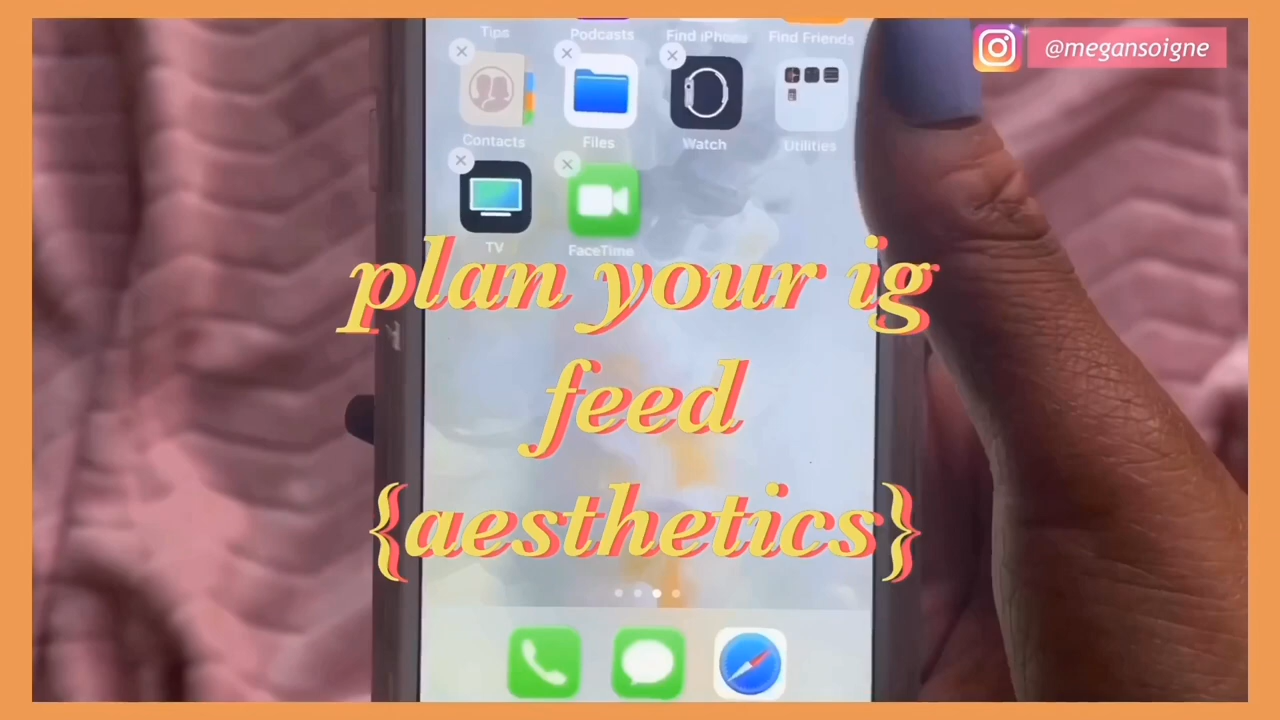 Tips Podcasts Find iPhone Find Friends
@megansoigne
Contacts Files Watch Utilities
TV FaceTime
plan your ig
feed
{aesthetics}